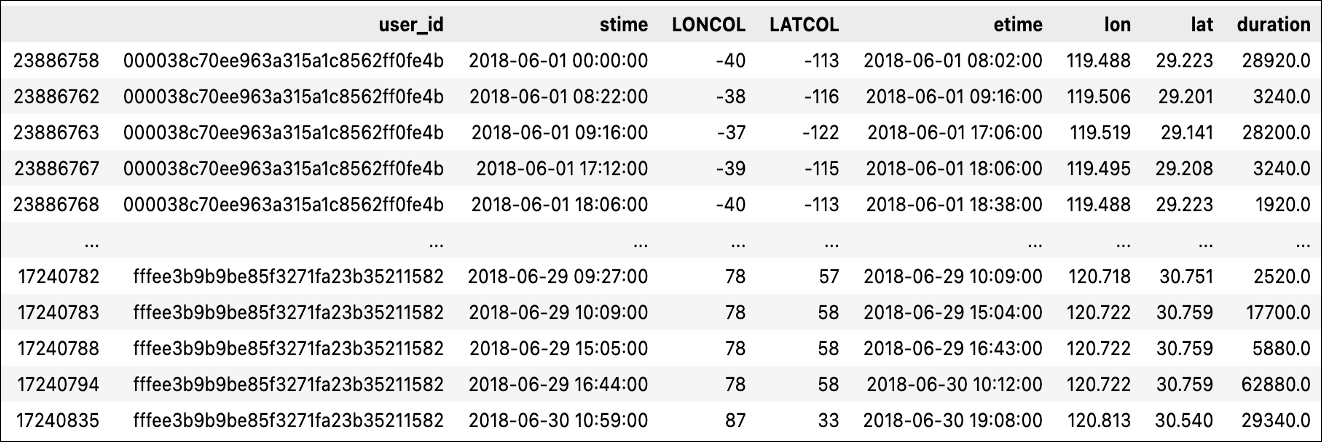 user_id stime LONCOL LATCOL etime lon lat duration
23886758 000038c70ee963a315a1c8562ff0fe4b 2018-06-01 00:00:00 -40 -113 2018-06-01 08:02:00 119.488 29.223 28920.0
23886762 000038c70ee963a315a1c8562ff0fe4b 2018-06-01 08:22:00 -38 -116 2018-06-01 09:16:00 119.506 29.201 3240.0
23886763 000038c70ee963a315a1c8562ff0fe4b 2018-06-01 09:16:00 -37 -122 2018-06-01 17:06:00 119.519 29.141 28200.0
23886767 000038c70ee963a315a1c8562ff0fe4b 2018-06-01 17:12:00 -39 -115 2018-06-01 18:06:00 119.495 29.208 3240.0
23886768 000038c70ee963a315a1c8562ff0fe4b 2018-06-01 18:06:00 -40 -113 2018-06-01 18:38:00 119.488 29.223 1920.0
... ... ... ... ... ... ... ... ...
17240782 fffee3b9b9be85f3271fa23b35211582 2018-06-29 09:27:00 78 57 2018-06-29 10:09:00 120.718 30.751 2520.0
17240783 fffee3b9b9be85f3271fa23b35211582 2018-06-29 10:09:00 78 58 2018-06-29 15:04:00 120.722 30.759 17700.0
17240788 fffee3b9b9be85f3271fa23b35211582 2018-06-29 15:05:00 78 58 2018-06-29 16:43:00 120.722 30.759 5880.0
17240794 fffee3b9b9be85f3271fa23b35211582 2018-06-29 16:44:00 78 58 2018-06-30 10:12:00 120.722 30.759 62880.0
17240835 fffee3b9b9be85f3271fa23b35211582 2018-06-30 10:59:00 87 33 2018-06-30 19:08:00 120.813 30.540 29340.0